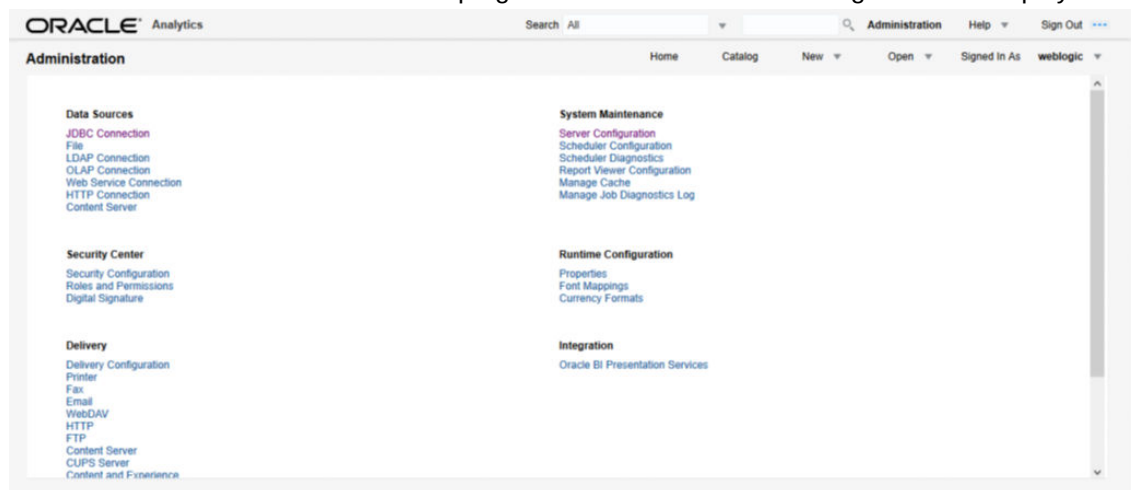 ORACLE Analytics Search All Administration Help Sign Out
Administration Home Catalog New Open Signed In As weblogic
Data Sources
JDBC Connection
File
LDAP Connection
OLAP Connection
Web Service Connection
HTTP Connection
Content Server
System Maintenance
Server Configuration
Scheduler Configuration
Scheduler Diagnostics
Report Viewer Configuration
Manage Cache
Manage Job Diagnostics Log
Security Center
Security Configuration
Roles and Permissions
Digital Signature
Runtime Configuration
Properties
Font Mappings
Currency Formats
Delivery
Delivery Configuration
Printer
Fax
Email
WebDAV
HTTP
FTP
Content Server
CUPS Server
Content and Experience
Integration
Oracle BI Presentation Services